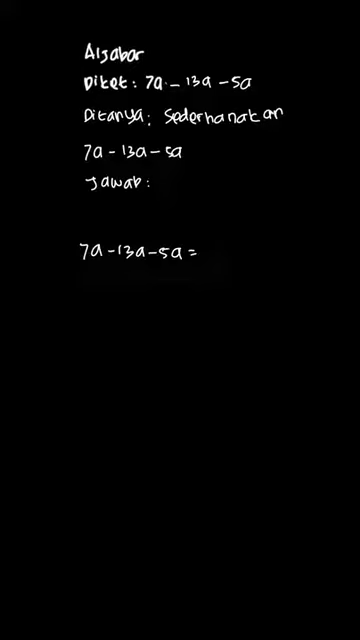 Aljabar
Diket: 7a - 13a - 5a
Ditanya: Sederhanakan
7a - 13a - 5a
Jawab:
7a - 13a - 5a =